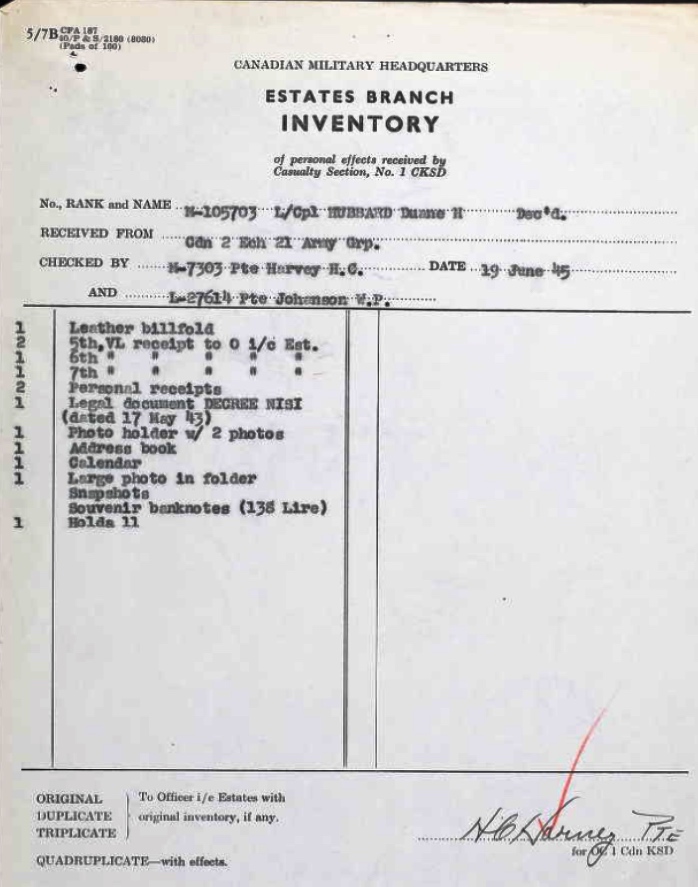 5/7B CFA 187
40/P & S/2180 (8080)
(Pads of 100)
CANADIAN MILITARY HEADQUARTERS
ESTATES BRANCH
INVENTORY
of personal effects received by
Casualty Section, No. 1 CKSD
No., RANK and NAME M-105703 L/Cpl HUBBARD Duane H Dec'd.
RECEIVED FROM Cdn 2 Ech 21 Army Grp.
CHECKED BY M-7303 Pte Harvey H.C. DATE 19 June 45
AND L-27614 Pte Johanson W.P.
1 Leather billfold
2 5th,VL receipt to O i/c Est.
1 6th " " " " "
1 7th " " " " "
2 Personal receipts
1 Legal document DECREE NISI
(dated 17 May 43)
1 Photo holder w/ 2 photos
1 Address book
1 Calendar
1 Large photo in folder
Snapshots
Souvenir banknotes (138 Lire)
1 Holda 11
ORIGINAL
DUPLICATE
TRIPLICATE
To Officer i/c Estates with
original inventory, if any.
QUADRUPLICATE—with effects.
H C Harvey Pte
for OC 1 Cdn KSD